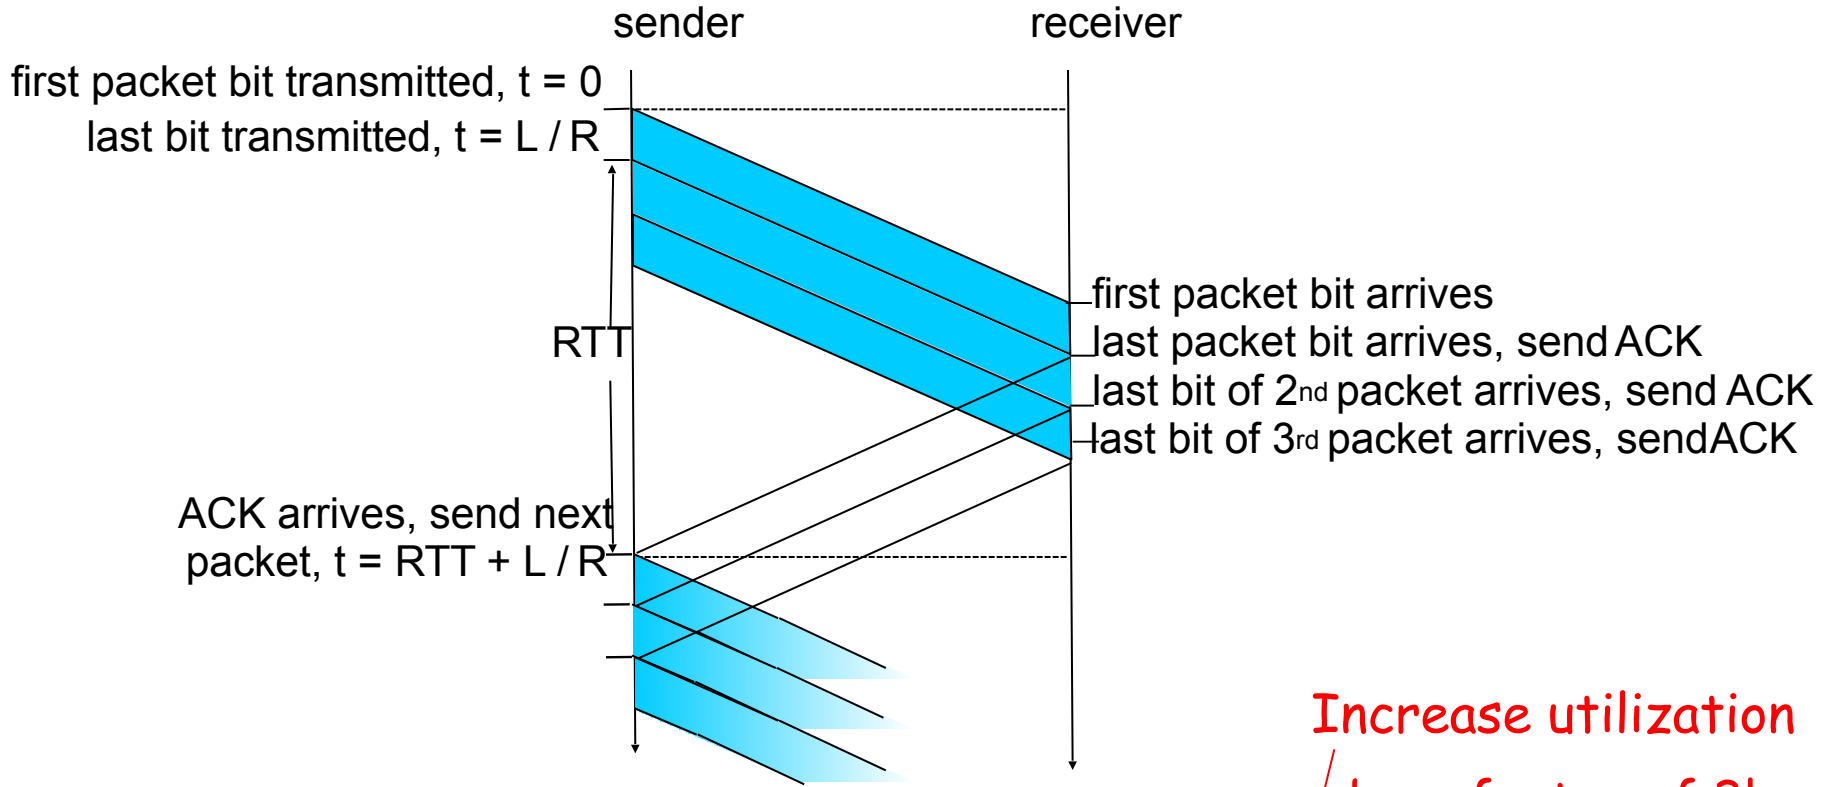 sender
receiver
first packet bit transmitted, t = 0
last bit transmitted, t = L / R
first packet bit arrives
RTT
last packet bit arrives, send ACK
last bit of 2nd packet arrives, send ACK
last bit of 3rd packet arrives, sendACK
ACK arrives, send next
packet, t = RTT + L / R
Increase utilization